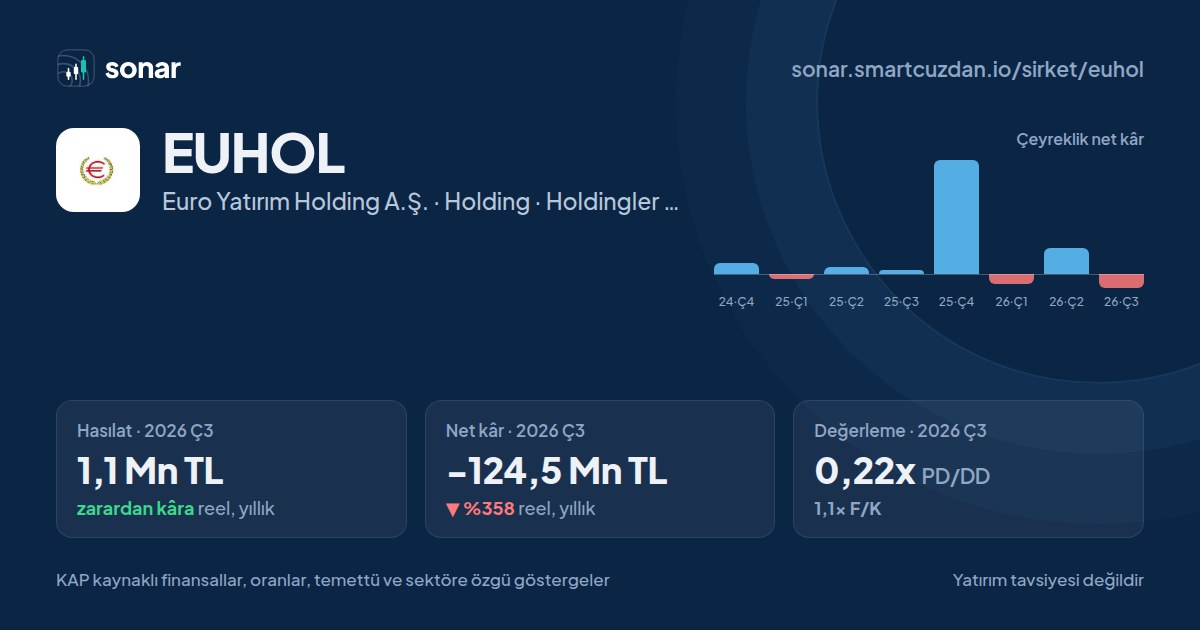 sonar
sonar.smartcuzdan.io/sirket/euhol
EUHOL
Euro Yatırım Holding A.Ş. · Holding · Holdingler ...
Çeyreklik net kâr
24·Ç4 25·Ç1 25·Ç2 25·Ç3 25·Ç4 26·Ç1 26·Ç2 26·Ç3
Hasılat · 2026 Ç3
1,1 Mn TL
zarardan kâra reel, yıllık
Net kâr · 2026 Ç3
−124,5 Mn TL
▼ %358 reel, yıllık
Değerleme · 2026 Ç3
0,22x PD/DD
1,1× F/K
KAP kaynaklı finansallar, oranlar, temettü ve sektöre özgü göstergeler
Yatırım tavsiyesi değildir